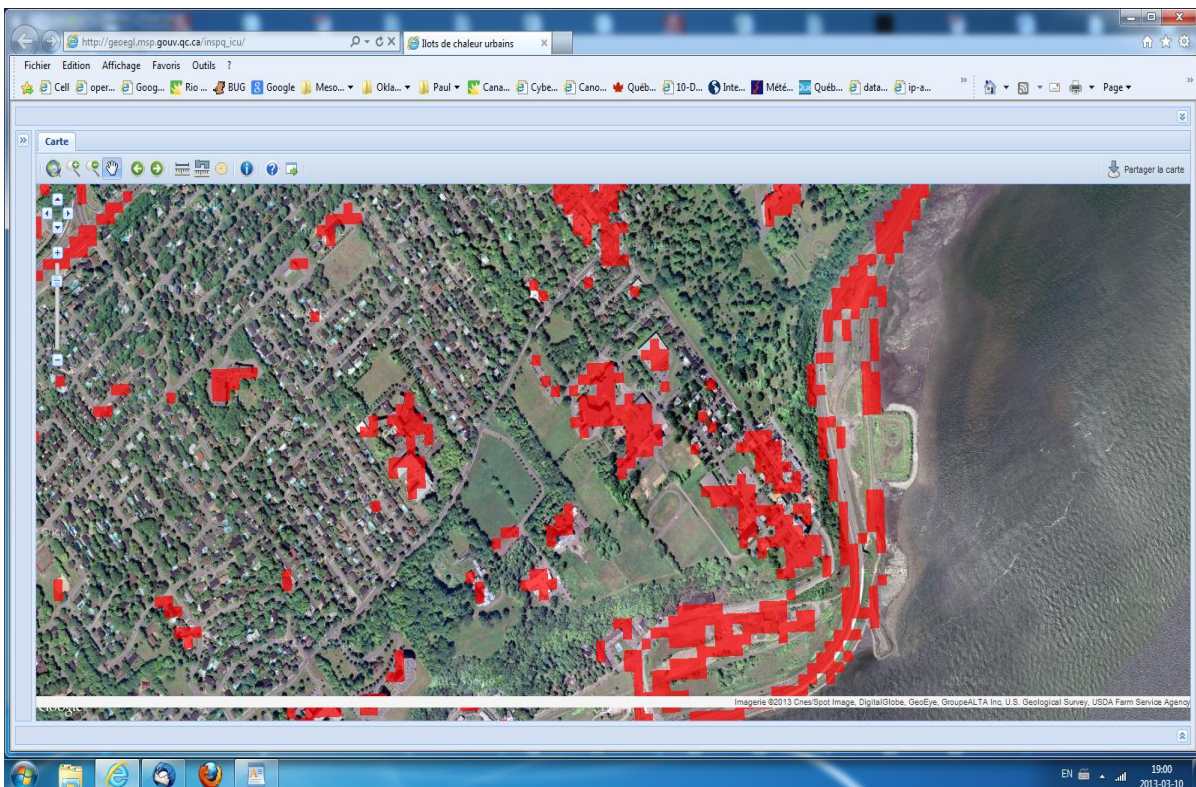 http://geoegl.msp.gouv.qc.ca/inspq_icu/
Ilots de chaleur urbains
Fichier Edition Affichage Favoris Outils ?
Cell oper... Goog... Rio ... BUG Google Meso... Okla... Paul Cana... Cybe... Cano... Québ... 10-D... Inte... Mété... Québ... data... ip-a... » Page »
» Carte
Partager la carte
Google
Imagerie ©2013 Cnes/Spot Image, DigitalGlobe, GeoEye, GroupeALTA Inc, U.S. Geological Survey, USDA Farm Service Agency
EN 19:00
2013-03-10